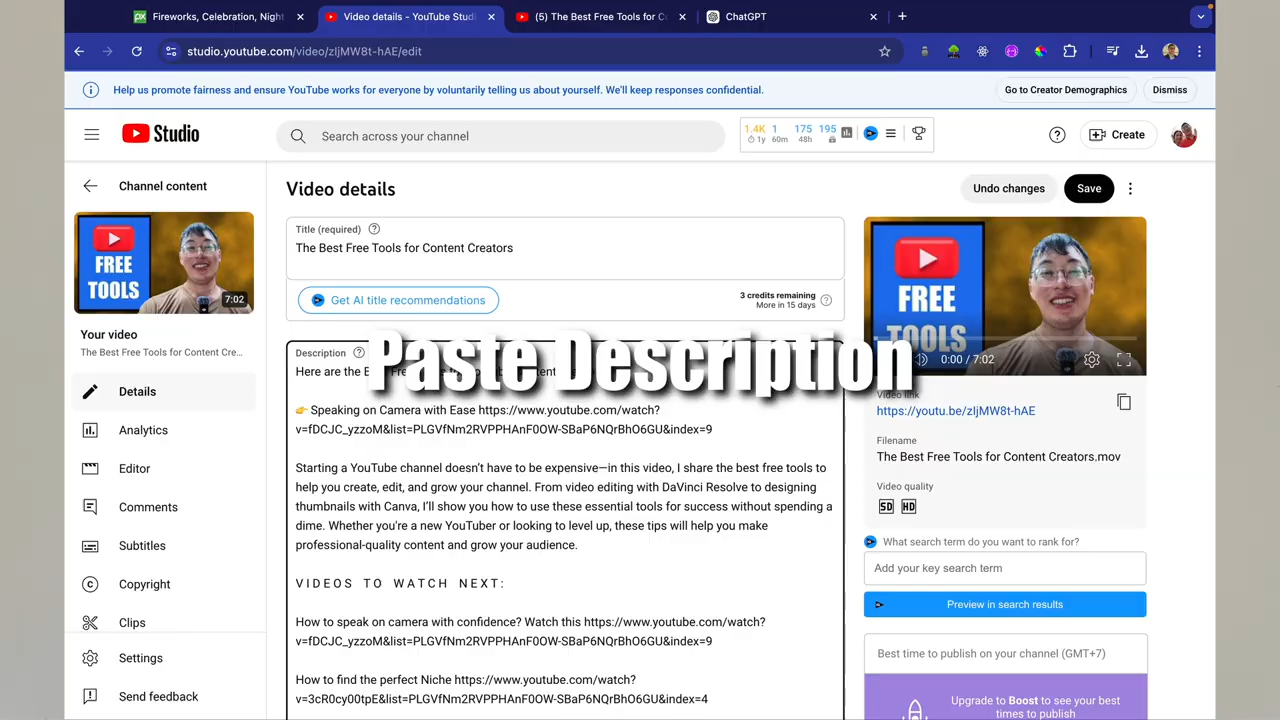 Fireworks, Celebration, Night
Video details - YouTube Studi
(5) The Best Free Tools for Co
ChatGPT
studio.youtube.com/video/zIjMW8t-hAE/edit
Help us promote fairness and ensure YouTube works for everyone by voluntarily telling us about yourself. We'll keep responses confidential.
Go to Creator Demographics
Dismiss
Studio
Search across your channel
1.4K 1 175 195
1y 60m 48h
Create
Channel content
Video details
Undo changes
Save
FREE
TOOLS
7:02
Title (required)
The Best Free Tools for Content Creators
Get AI title recommendations
3 credits remaining
More in 15 days
FREE
TOOLS
0:00 / 7:02
Your video
The Best Free Tools for Content Cre...
Paste Description
Description
Here are the B
Details
Analytics
Editor
Comments
Subtitles
Copyright
Clips
Settings
Send feedback
👉 Speaking on Camera with Ease https://www.youtube.com/watch?
v=fDCJC_yzzoM&list=PLGVfNm2RVPPHAnF0OW-SBaP6NQrBhO6GU&index=9
Starting a YouTube channel doesn't have to be expensive—in this video, I share the best free tools to
help you create, edit, and grow your channel. From video editing with DaVinci Resolve to designing
thumbnails with Canva, I'll show you how to use these essential tools for success without spending a
dime. Whether you're a new YouTuber or looking to level up, these tips will help you make
professional-quality content and grow your audience.
V I D E O S T O W A T C H N E X T :
How to speak on camera with confidence? Watch this https://www.youtube.com/watch?
v=fDCJC_yzzoM&list=PLGVfNm2RVPPHAnF0OW-SBaP6NQrBhO6GU&index=9
How to find the perfect Niche https://www.youtube.com/watch?
v=3cR0cy00tpE&list=PLGVfNm2RVPPHAnF0OW-SBaP6NQrBhO6GU&index=4
Video link
https://youtu.be/zIjMW8t-hAE
Filename
The Best Free Tools for Content Creators.mov
Video quality
SD HD
What search term do you want to rank for?
Add your key search term
Preview in search results
Best time to publish on your channel (GMT+7)
Upgrade to Boost to see your best
times to publish